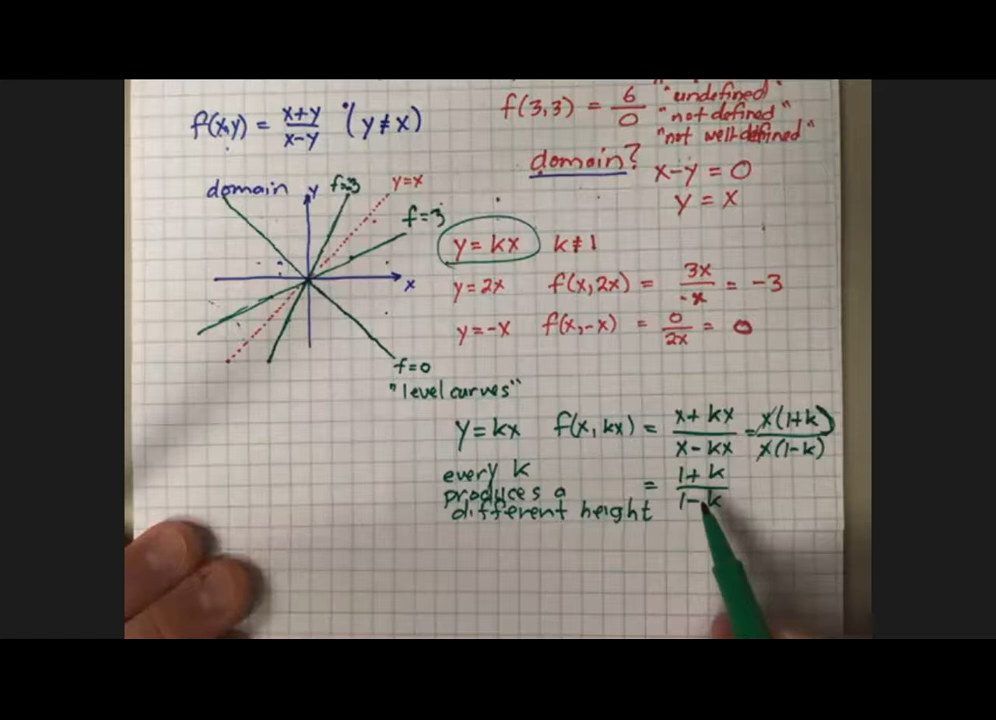 f(x,y) = x+y / x-y (y≠x)
f(3,3) = 6/0 "undefined"
"not defined"
"not well-defined"
domain? x-y = 0
y = x
domain y f=3 y=x
f=3
x
y = kx k≠1
y=2x f(x,2x) = 3x/-x = -3
y=-x f(x,-x) = 0/2x = 0
f=0
"level curves"
y=kx f(x,kx) = x+kx / x-kx = x(1+k) / x(1-k)
every k
produces a = 1+k / 1-k
different height